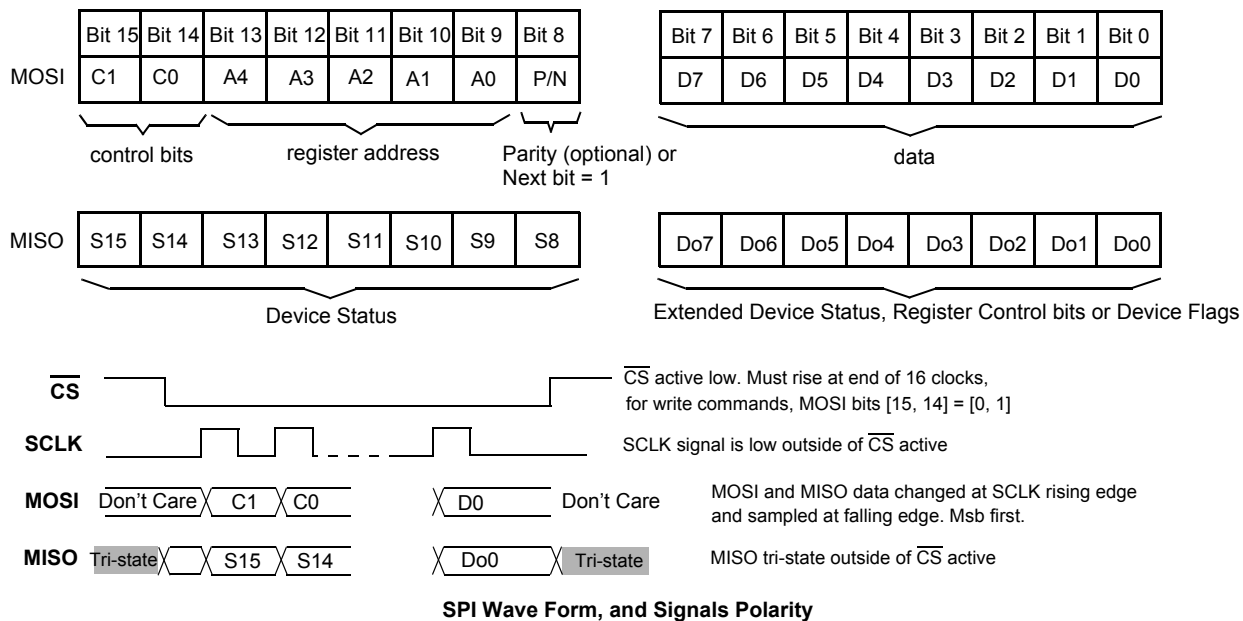 Bit 15 Bit 14 Bit 13 Bit 12 Bit 11 Bit 10 Bit 9 Bit 8 Bit 7 Bit 6 Bit 5 Bit 4 Bit 3 Bit 2 Bit 1 Bit 0
MOSI C1 C0 A4 A3 A2 A1 A0 P/N D7 D6 D5 D4 D3 D2 D1 D0
control bits register address Parity (optional) or data
Next bit = 1
MISO S15 S14 S13 S12 S11 S10 S9 S8 Do7 Do6 Do5 Do4 Do3 Do2 Do1 Do0
Device Status Extended Device Status, Register Control bits or Device Flags
CS CS active low. Must rise at end of 16 clocks,
for write commands, MOSI bits [15, 14] = [0, 1]
SCLK SCLK signal is low outside of CS active
MOSI Don't Care C1 C0 D0 Don't Care MOSI and MISO data changed at SCLK rising edge
and sampled at falling edge. Msb first.
MISO Tri-state S15 S14 Do0 Tri-state MISO tri-state outside of CS active
SPI Wave Form, and Signals Polarity